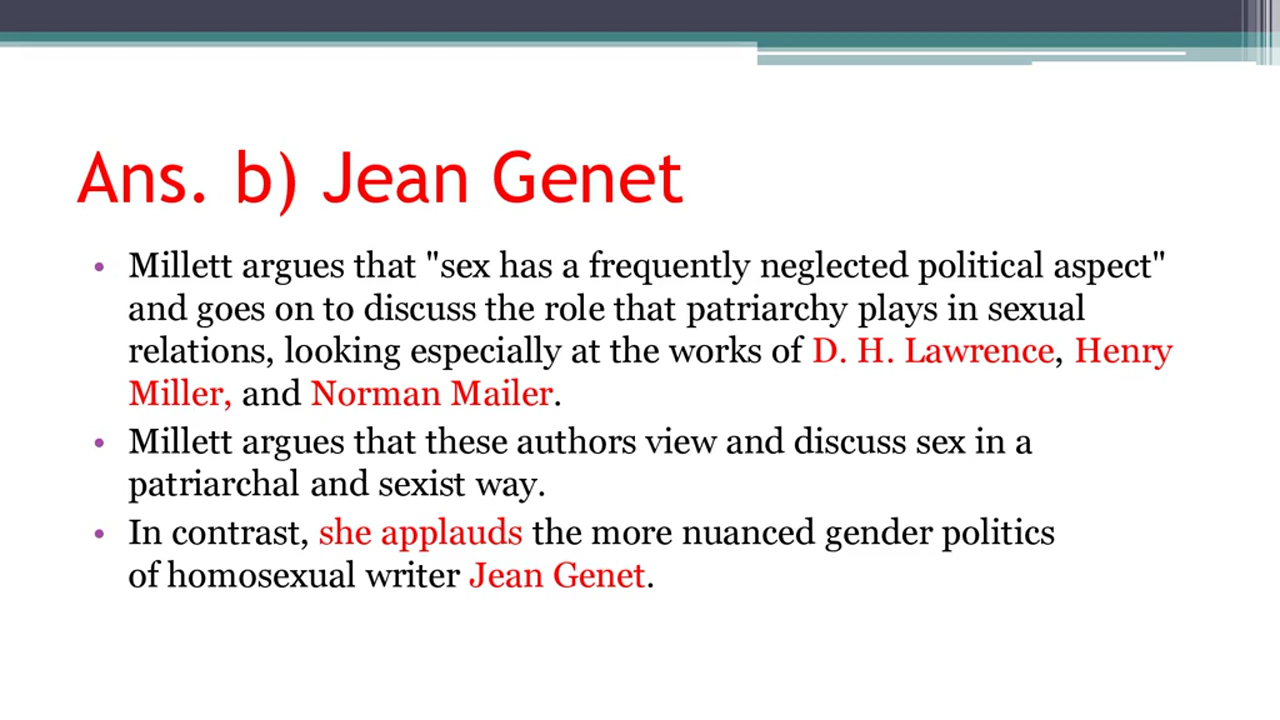 Ans. b) Jean Genet
• Millett argues that "sex has a frequently neglected political aspect"
and goes on to discuss the role that patriarchy plays in sexual
relations, looking especially at the works of D. H. Lawrence, Henry
Miller, and Norman Mailer.
• Millett argues that these authors view and discuss sex in a
patriarchal and sexist way.
• In contrast, she applauds the more nuanced gender politics
of homosexual writer Jean Genet.